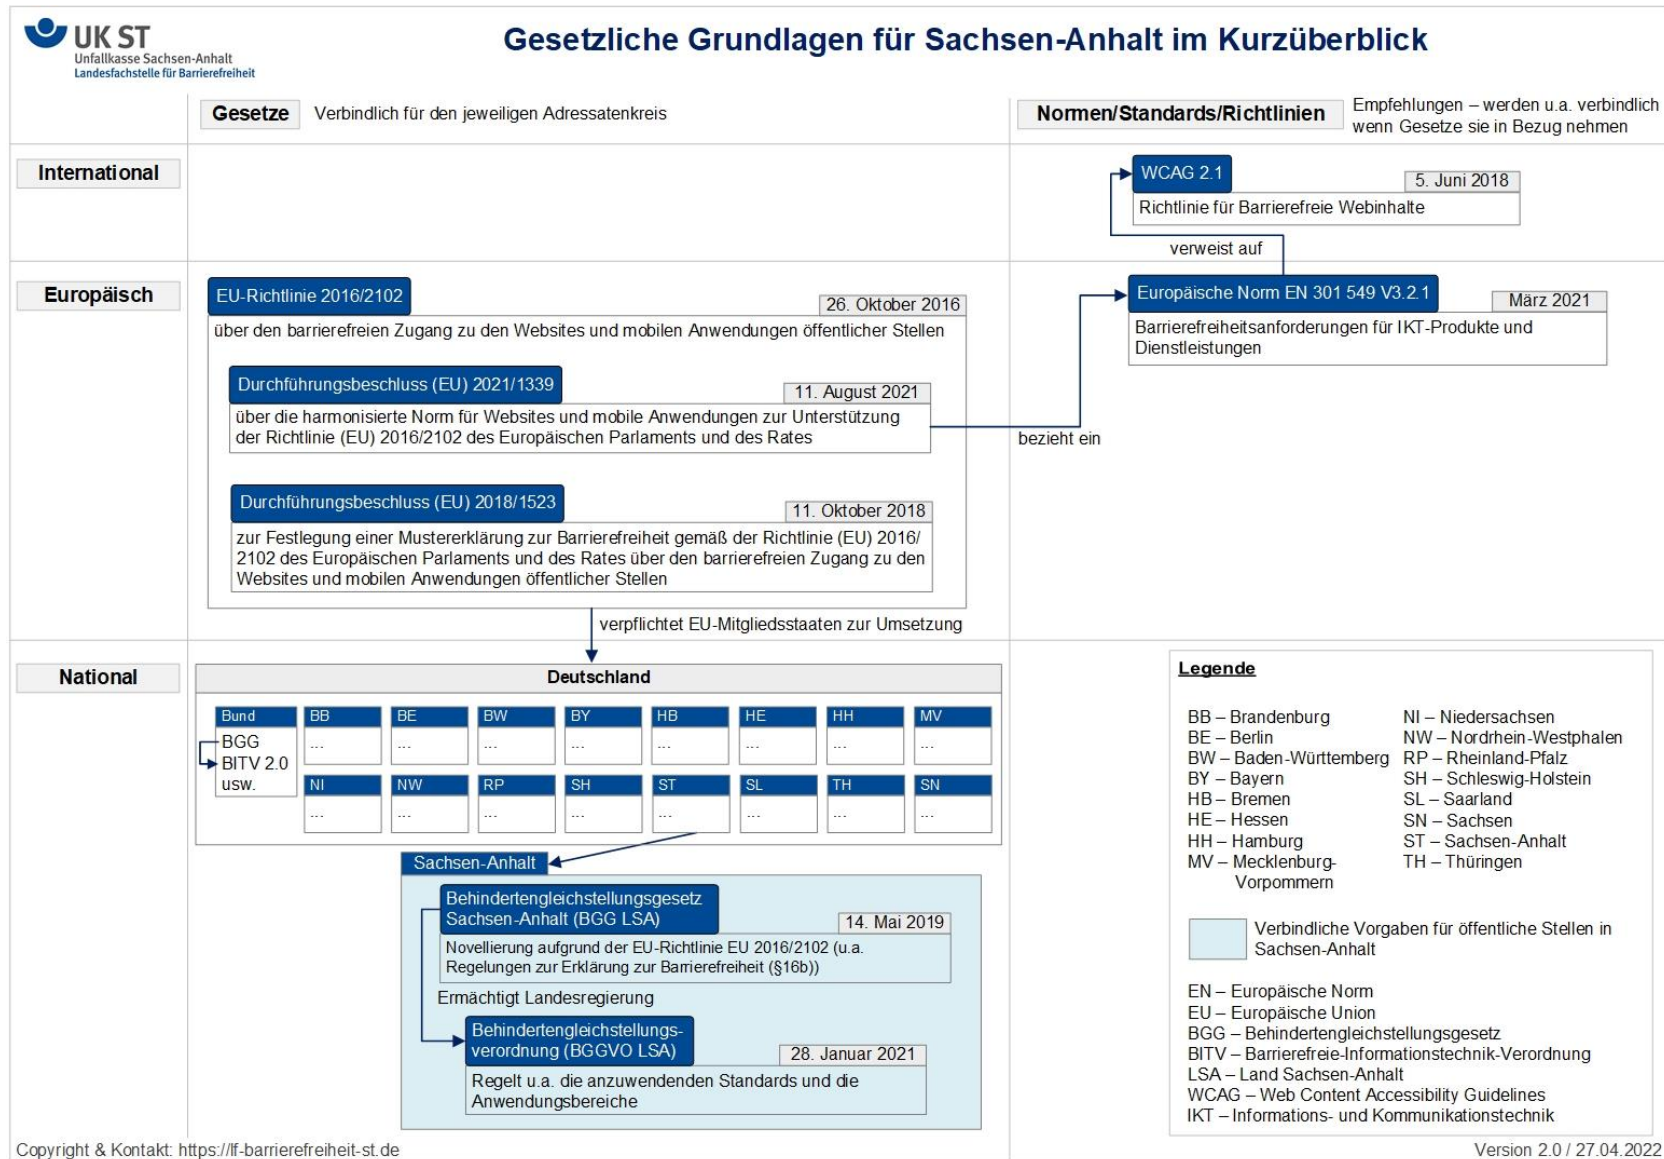 UK ST
Unfallkasse Sachsen-Anhalt
Landesfachstelle für Barrierefreiheit
Gesetzliche Grundlagen für Sachsen-Anhalt im Kurzüberblick
Gesetze
Verbindlich für den jeweiligen Adressatenkreis
Normen/Standards/Richtlinien
Empfehlungen – werden u.a. verbindlich
wenn Gesetze sie in Bezug nehmen
International
WCAG 2.1
5. Juni 2018
Richtlinie für Barrierefreie Webinhalte
verweist auf
Europäisch
EU-Richtlinie 2016/2102
26. Oktober 2016
über den barrierefreien Zugang zu den Websites und mobilen Anwendungen öffentlicher Stellen
Durchführungsbeschluss (EU) 2021/1339
11. August 2021
über die harmonisierte Norm für Websites und mobile Anwendungen zur Unterstützung
der Richtlinie (EU) 2016/2102 des Europäischen Parlaments und des Rates
bezieht ein
Europäische Norm EN 301 549 V3.2.1
März 2021
Barrierefreiheitsanforderungen für IKT-Produkte und
Dienstleistungen
Durchführungsbeschluss (EU) 2018/1523
11. Oktober 2018
zur Festlegung einer Mustererklärung zur Barrierefreiheit gemäß der Richtlinie (EU) 2016/
2102 des Europäischen Parlaments und des Rates über den barrierefreien Zugang zu den
Websites und mobilen Anwendungen öffentlicher Stellen
verpflichtet EU-Mitgliedsstaaten zur Umsetzung
National
Deutschland
Bund
BGG
BITV 2.0
usw.
BB
...
BE
...
BW
...
BY
...
HB
...
HE
...
HH
...
MV
...
NI
...
NW
...
RP
...
SH
...
ST
...
SL
...
TH
...
SN
...
Sachsen-Anhalt
Behindertengleichstellungsgesetz
Sachsen-Anhalt (BGG LSA)
14. Mai 2019
Novellierung aufgrund der EU-Richtlinie EU 2016/2102 (u.a.
Regelungen zur Erklärung zur Barrierefreiheit (§16b))
Ermächtigt Landesregierung
Behindertengleichstellungs-
verordnung (BGGVO LSA)
28. Januar 2021
Regelt u.a. die anzuwendenden Standards und die
Anwendungsbereiche
Legende
BB – Brandenburg
BE – Berlin
BW – Baden-Württemberg
BY – Bayern
HB – Bremen
HE – Hessen
HH – Hamburg
MV – Mecklenburg-
Vorpommern
NI – Niedersachsen
NW – Nordrhein-Westphalen
RP – Rheinland-Pfalz
SH – Schleswig-Holstein
SL – Saarland
SN – Sachsen
ST – Sachsen-Anhalt
TH – Thüringen
Verbindliche Vorgaben für öffentliche Stellen in
Sachsen-Anhalt
EN – Europäische Norm
EU – Europäische Union
BGG – Behindertengleichstellungsgesetz
BITV – Barrierefreie-Informationstechnik-Verordnung
LSA – Land Sachsen-Anhalt
WCAG – Web Content Accessibility Guidelines
IKT – Informations- und Kommunikationstechnik
Copyright & Kontakt: https://lf-barrierefreiheit-st.de
Version 2.0 / 27.04.2022